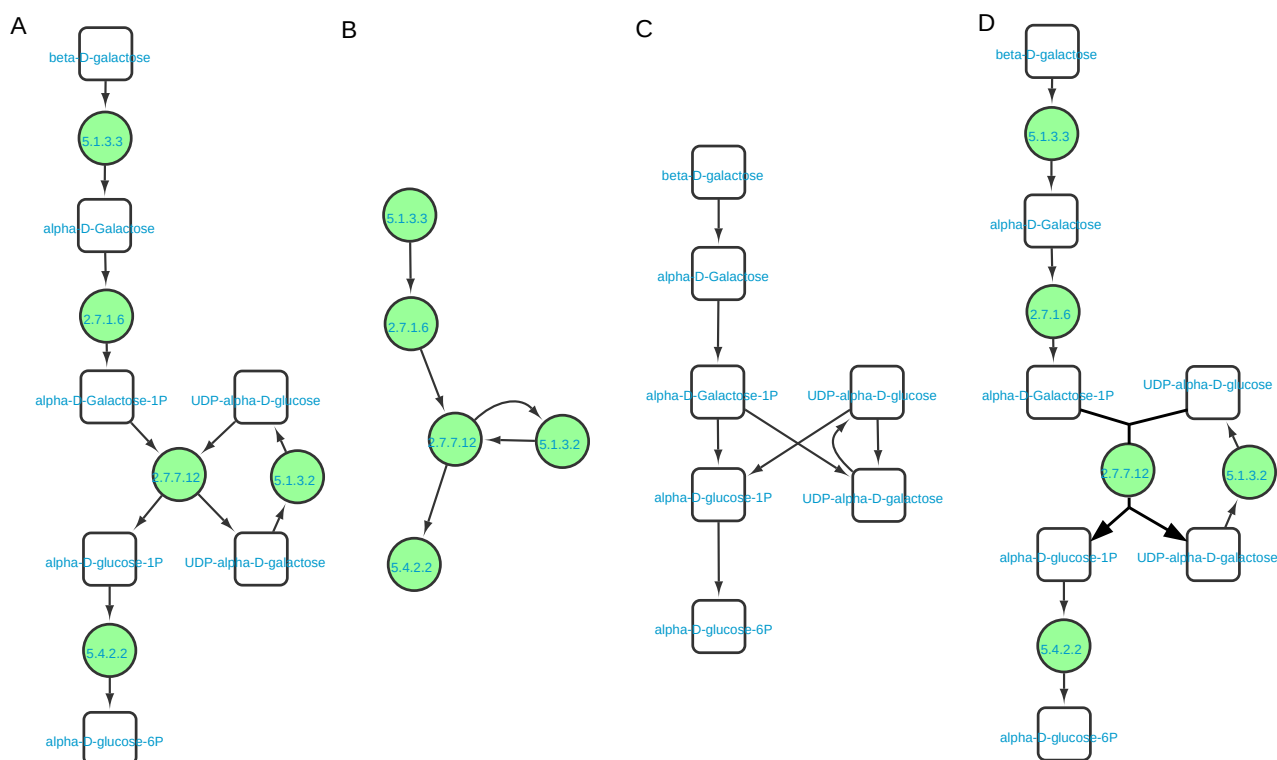 A
beta-D-galactose
5.1.3.3
alpha-D-Galactose
2.7.1.6
alpha-D-Galactose-1P
UDP-alpha-D-glucose
2.7.7.12
5.1.3.2
alpha-D-glucose-1P
UDP-alpha-D-galactose
5.4.2.2
alpha-D-glucose-6P
B
5.1.3.3
2.7.1.6
2.7.7.12
5.1.3.2
5.4.2.2
C
beta-D-galactose
alpha-D-Galactose
alpha-D-Galactose-1P
UDP-alpha-D-glucose
alpha-D-glucose-1P
UDP-alpha-D-galactose
alpha-D-glucose-6P
D
beta-D-galactose
5.1.3.3
alpha-D-Galactose
2.7.1.6
UDP-alpha-D-glucose
alpha-D-Galactose-1P
2.7.7.12
5.1.3.2
alpha-D-glucose-1P
UDP-alpha-D-galactose
5.4.2.2
alpha-D-glucose-6P